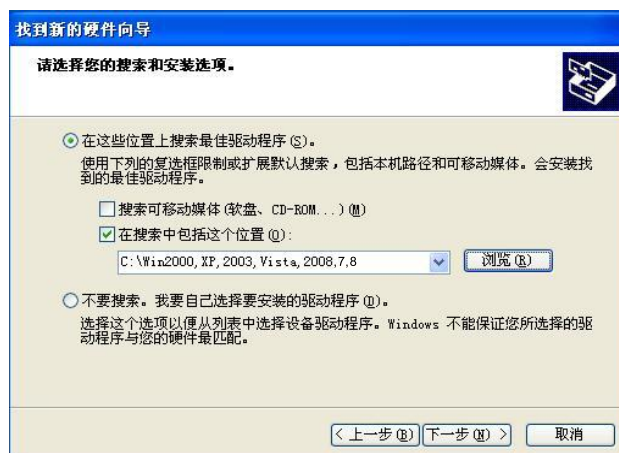 找到新的硬件向导
请选择您的搜索和安装选项。
在这些位置上搜索最佳驱动程序(S)。
使用下列的复选框限制或扩展默认搜索，包括本机路径和可移动媒体。会安装找
到的最佳驱动程序。
搜索可移动媒体(软盘、CD-ROM...)(M)
在搜索中包括这个位置(O):
C:\Win2000,XP,2003,Vista,2008,7,8
浏览(R)
不要搜索。我要自己选择要安装的驱动程序(D)。
选择这个选项以便从列表中选择设备驱动程序。Windows 不能保证您所选择的驱
动程序与您的硬件最匹配。
< 上一步(B) 下一步(N) > 取消